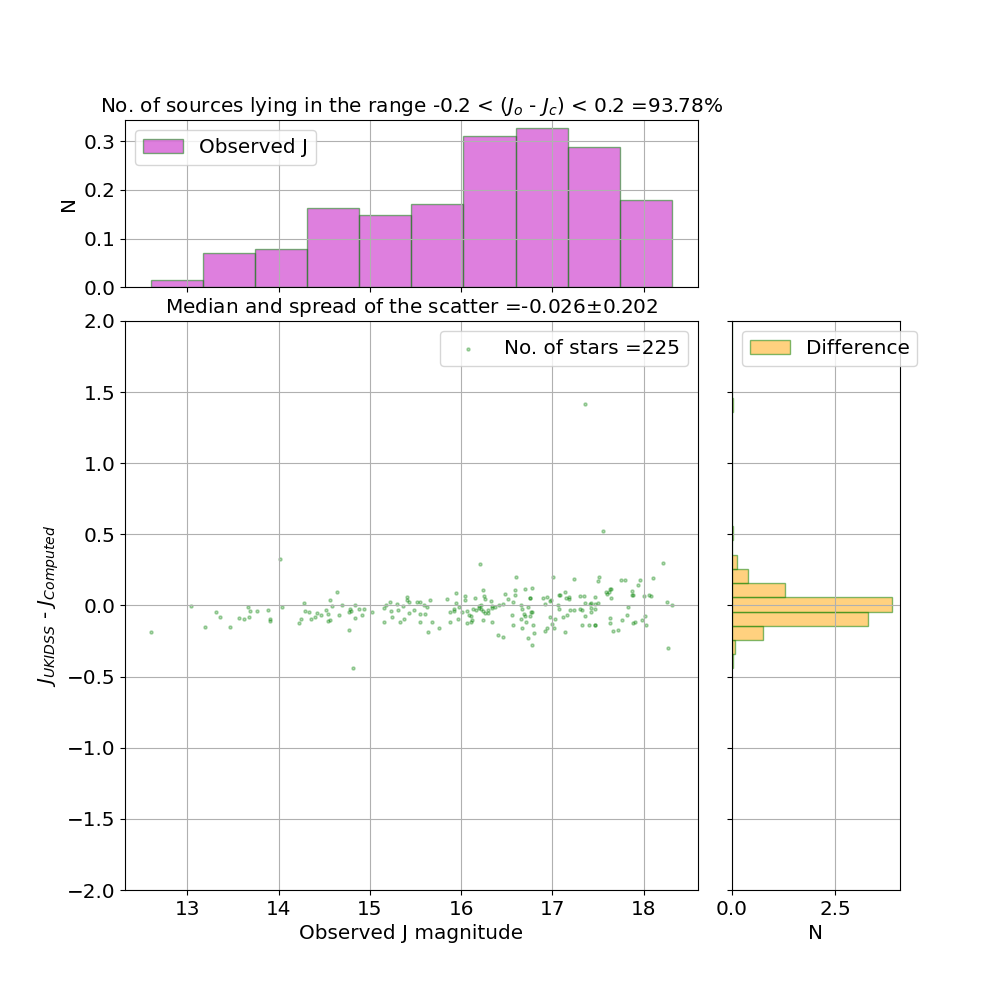 No. of sources lying in the range -0.2 < (J_o - J_c) < 0.2 =93.78%
Observed J
N
0.3
0.2
0.1
0.0
Median and spread of the scatter =-0.026±0.202
No. of stars =225
Difference
J_UKIDSS - J_Computed
2.0
1.5
1.0
0.5
0.0
−0.5
−1.0
−1.5
−2.0
13 14 15 16 17 18
Observed J magnitude
0.0 2.5
N